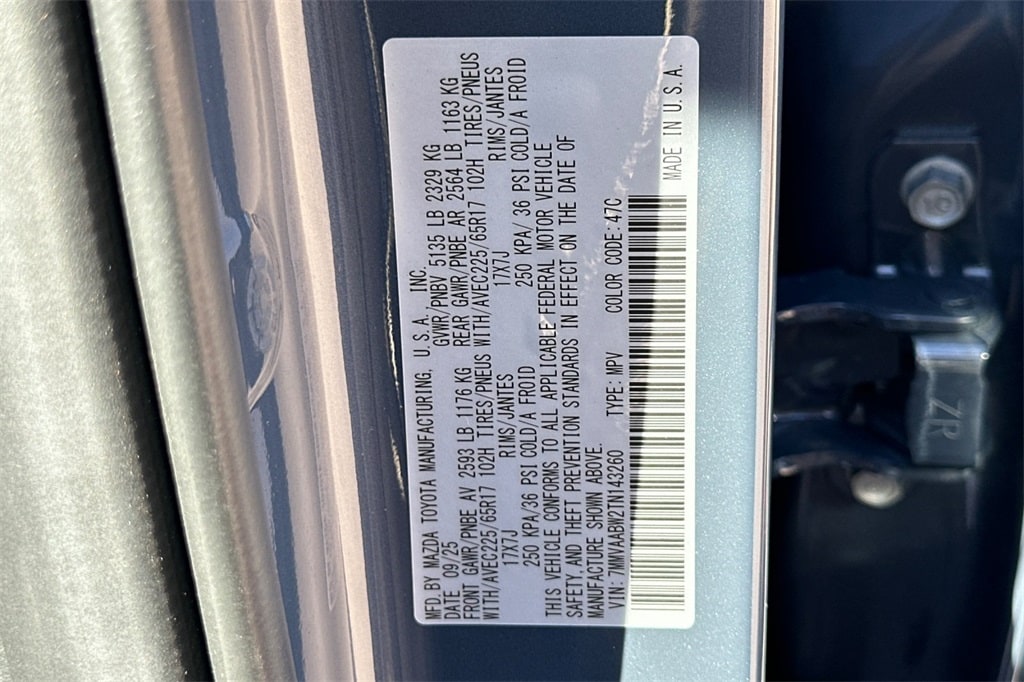 MFD. BY MAZDA TOYOTA MANUFACTURING, U. S. A. INC.
DATE 09/25 GVWR/PNBV 5135 LB 2329 KG
FRONT GAWR/PNBE AV 2593 LB 1176 KG REAR GAWR/PNBE AR 2564 LB 1163 KG
WITH/AVEC225/65R17 102H TIRES/PNEUS WITH/AVEC225/65R17 102H TIRES/PNEUS
17X7J RIMS/JANTES 17X7J RIMS/JANTES
250 KPA/36 PSI COLD/A FROID 250 KPA/36 PSI COLD/A FROID
THIS VEHICLE CONFORMS TO ALL APPLICABLE FEDERAL MOTOR VEHICLE
SAFETY, AND THEFT PREVENTION STANDARDS IN EFFECT ON THE DATE OF
MANUFACTURE SHOWN ABOVE.
VIN: 7MMVAABW2TN143260 TYPE: MPV COLOR CODE: 47C
MADE IN U. S. A.
ZR